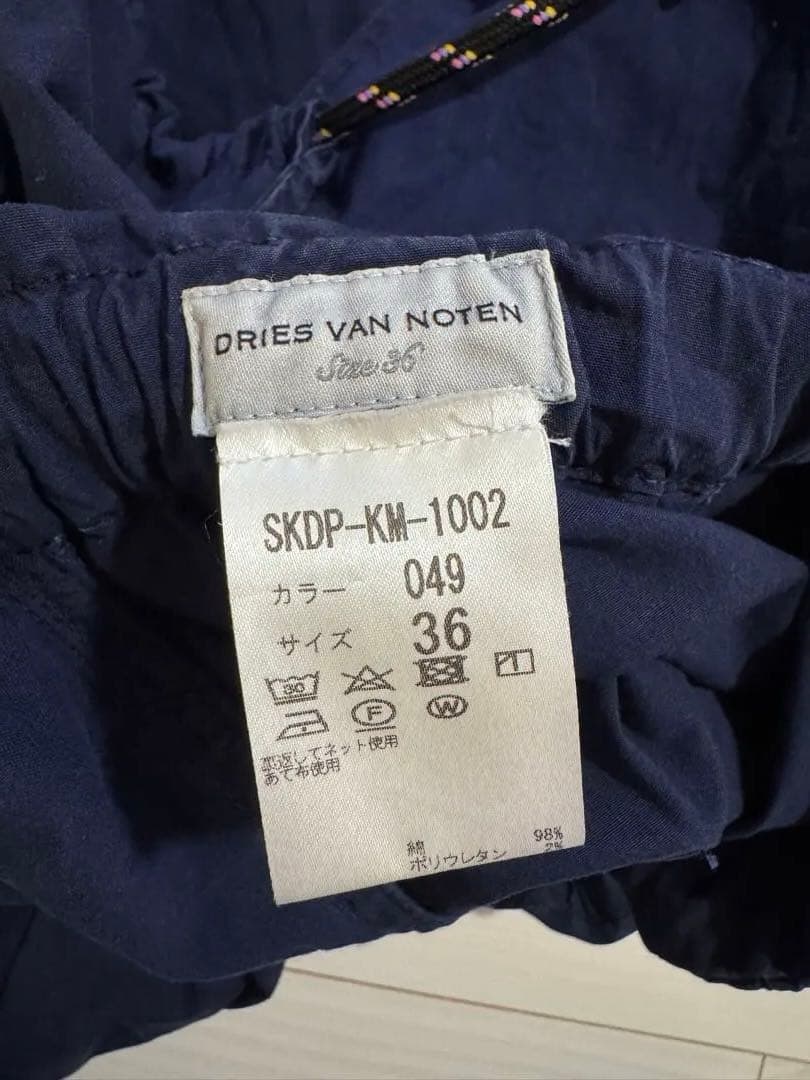 DRIES VAN NOTEN
Size 36
SKDP-KM-1002
カラー 049
サイズ 36
30
F W
裏返してネット使用
あて布使用
綿 98%
ポリウレタン 2%